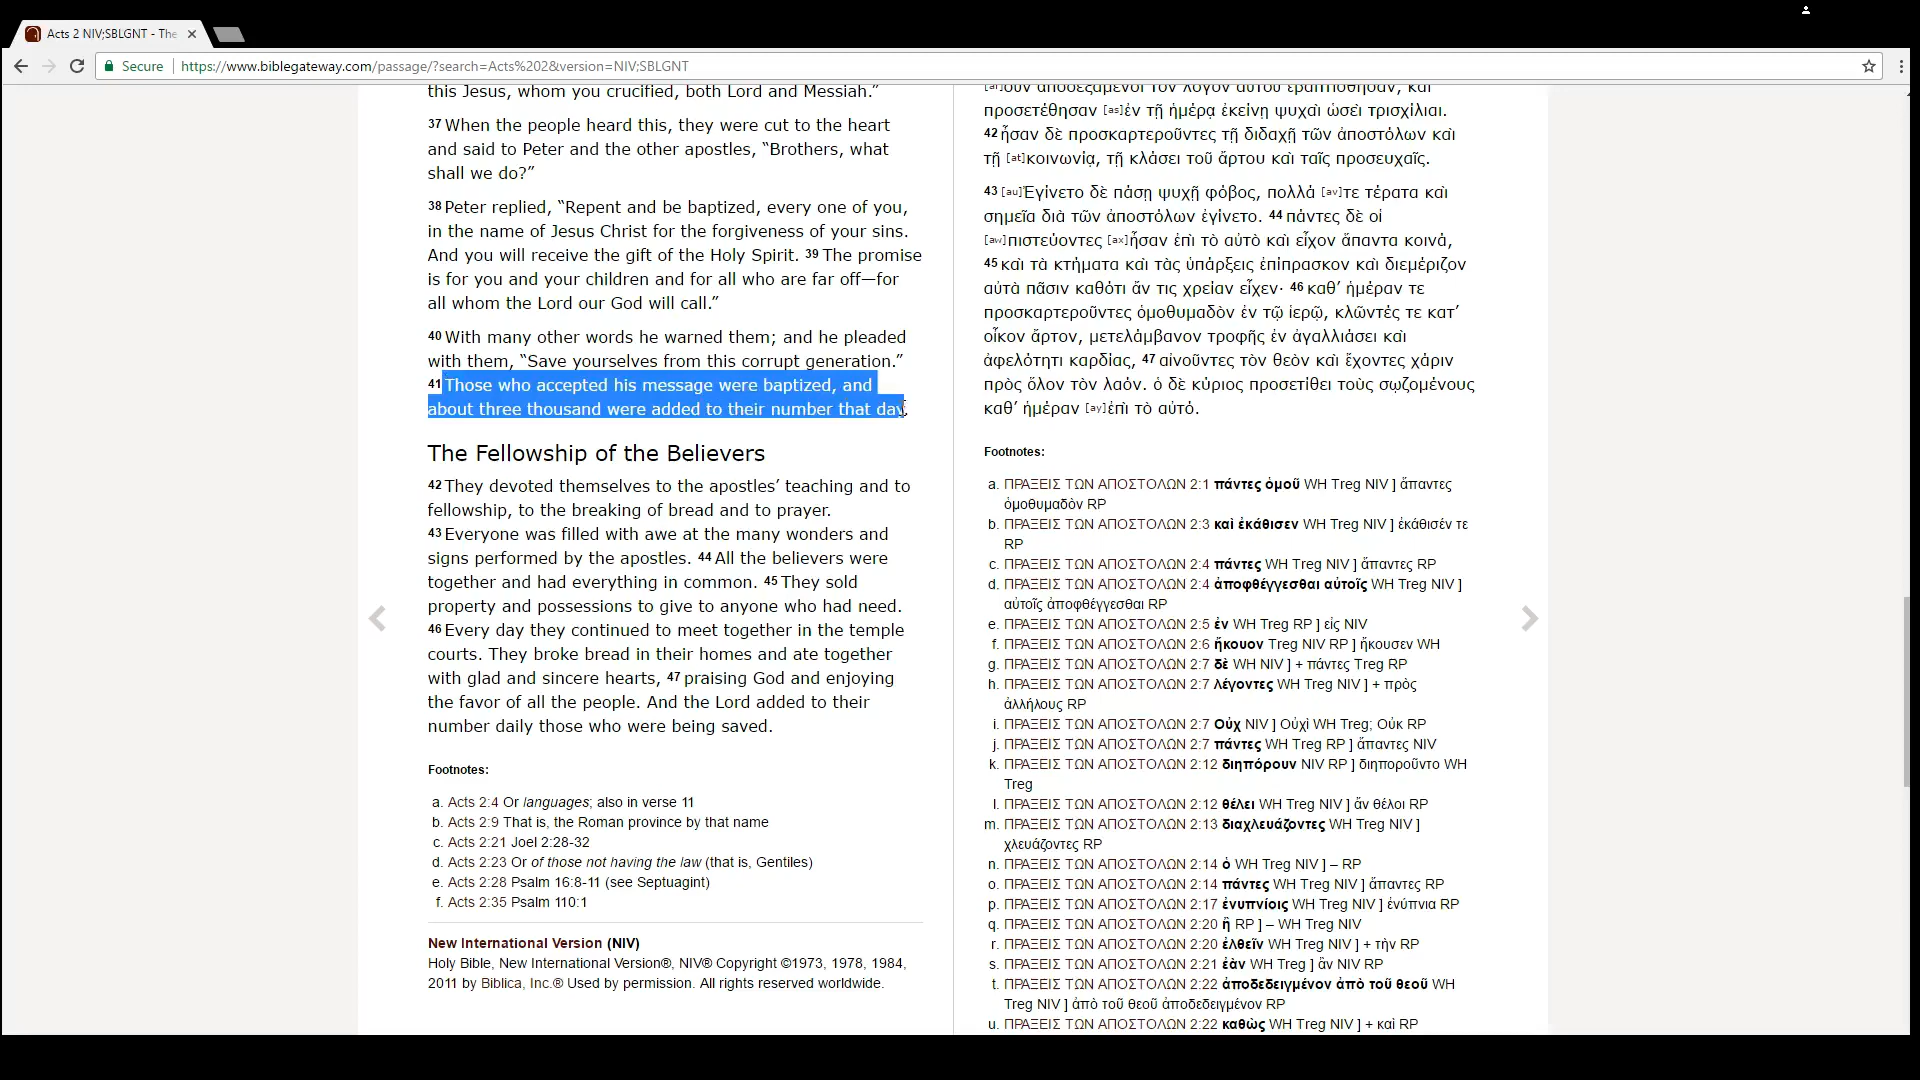 Acts 2 NIV;SBLGNT - The
Secure https://www.biblegateway.com/passage/?search=Acts%202&version=NIV;SBLGNT
this Jesus, whom you crucified, both Lord and Messiah.”
37 When the people heard this, they were cut to the heart
and said to Peter and the other apostles, “Brothers, what
shall we do?”
38 Peter replied, “Repent and be baptized, every one of you,
in the name of Jesus Christ for the forgiveness of your sins.
And you will receive the gift of the Holy Spirit. 39 The promise
is for you and your children and for all who are far off—for
all whom the Lord our God will call.”
40 With many other words he warned them; and he pleaded
with them, “Save yourselves from this corrupt generation.”
41 Those who accepted his message were baptized, and
about three thousand were added to their number that day.
The Fellowship of the Believers
42 They devoted themselves to the apostles’ teaching and to
fellowship, to the breaking of bread and to prayer.
43 Everyone was filled with awe at the many wonders and
signs performed by the apostles. 44 All the believers were
together and had everything in common. 45 They sold
property and possessions to give to anyone who had need.
46 Every day they continued to meet together in the temple
courts. They broke bread in their homes and ate together
with glad and sincere hearts, 47 praising God and enjoying
the favor of all the people. And the Lord added to their
number daily those who were being saved.
Footnotes:
a. Acts 2:4 Or languages; also in verse 11
b. Acts 2:9 That is, the Roman province by that name
c. Acts 2:21 Joel 2:28-32
d. Acts 2:23 Or of those not having the law (that is, Gentiles)
e. Acts 2:28 Psalm 16:8-11 (see Septuagint)
f. Acts 2:35 Psalm 110:1
New International Version (NIV)
Holy Bible, New International Version®, NIV® Copyright ©1973, 1978, 1984,
2011 by Biblica, Inc.® Used by permission. All rights reserved worldwide.
[ar]οὖν ἀποδεξάμενοι τὸν λόγον αὐτοῦ ἐβαπτίσθησαν, καὶ
προσετέθησαν [as]ἐν τῇ ἡμέρᾳ ἐκείνῃ ψυχαὶ ὡσεὶ τρισχίλιαι.
42 ἦσαν δὲ προσκαρτεροῦντες τῇ διδαχῇ τῶν ἀποστόλων καὶ
τῇ [at]κοινωνίᾳ, τῇ κλάσει τοῦ ἄρτου καὶ ταῖς προσευχαῖς.
43 [au]Ἐγίνετο δὲ πάσῃ ψυχῇ φόβος, πολλά [av]τε τέρατα καὶ
σημεῖα διὰ τῶν ἀποστόλων ἐγίνετο. 44 πάντες δὲ οἱ
[aw]πιστεύοντες [ax]ἦσαν ἐπὶ τὸ αὐτὸ καὶ εἶχον ἅπαντα κοινά,
45 καὶ τὰ κτήματα καὶ τὰς ὑπάρξεις ἐπίπρασκον καὶ διεμέριζον
αὐτὰ πᾶσιν καθότι ἄν τις χρείαν εἶχεν· 46 καθ’ ἡμέραν τε
προσκαρτεροῦντες ὁμοθυμαδὸν ἐν τῷ ἱερῷ, κλῶντές τε κατ’
οἶκον ἄρτον, μετελάμβανον τροφῆς ἐν ἀγαλλιάσει καὶ
ἀφελότητι καρδίας, 47 αἰνοῦντες τὸν θεὸν καὶ ἔχοντες χάριν
πρὸς ὅλον τὸν λαόν. ὁ δὲ κύριος προσετίθει τοὺς σῳζομένους
καθ’ ἡμέραν [ay]ἐπὶ τὸ αὐτό.
Footnotes:
a. ΠΡΑΞΕΙΣ ΤΩΝ ΑΠΟΣΤΟΛΩΝ 2:1 πάντες ὁμοῦ WH Treg NIV ] ἅπαντες
ὁμοθυμαδὸν RP
b. ΠΡΑΞΕΙΣ ΤΩΝ ΑΠΟΣΤΟΛΩΝ 2:3 καὶ ἐκάθισεν WH Treg NIV ] ἐκάθισέν τε
RP
c. ΠΡΑΞΕΙΣ ΤΩΝ ΑΠΟΣΤΟΛΩΝ 2:4 πάντες WH Treg NIV ] ἅπαντες RP
d. ΠΡΑΞΕΙΣ ΤΩΝ ΑΠΟΣΤΟΛΩΝ 2:4 ἀποφθέγγεσθαι αὐτοῖς WH Treg NIV ]
αὐτοῖς ἀποφθέγγεσθαι RP
e. ΠΡΑΞΕΙΣ ΤΩΝ ΑΠΟΣΤΟΛΩΝ 2:5 ἐν WH Treg RP ] εἰς NIV
f. ΠΡΑΞΕΙΣ ΤΩΝ ΑΠΟΣΤΟΛΩΝ 2:6 ἤκουον Treg NIV RP ] ἤκουσεν WH
g. ΠΡΑΞΕΙΣ ΤΩΝ ΑΠΟΣΤΟΛΩΝ 2:7 δὲ WH NIV ] + πάντες Treg RP
h. ΠΡΑΞΕΙΣ ΤΩΝ ΑΠΟΣΤΟΛΩΝ 2:7 λέγοντες WH Treg NIV ] + πρὸς
ἀλλήλους RP
i. ΠΡΑΞΕΙΣ ΤΩΝ ΑΠΟΣΤΟΛΩΝ 2:7 Οὐχ NIV ] Οὐχὶ WH Treg; Οὐκ RP
j. ΠΡΑΞΕΙΣ ΤΩΝ ΑΠΟΣΤΟΛΩΝ 2:7 πάντες WH Treg RP ] ἅπαντες NIV
k. ΠΡΑΞΕΙΣ ΤΩΝ ΑΠΟΣΤΟΛΩΝ 2:12 διηπόρουν NIV RP ] διηποροῦντο WH
Treg
l. ΠΡΑΞΕΙΣ ΤΩΝ ΑΠΟΣΤΟΛΩΝ 2:12 θέλει WH Treg NIV ] ἂν θέλοι RP
m. ΠΡΑΞΕΙΣ ΤΩΝ ΑΠΟΣΤΟΛΩΝ 2:13 διαχλευάζοντες WH Treg NIV ]
χλευάζοντες RP
n. ΠΡΑΞΕΙΣ ΤΩΝ ΑΠΟΣΤΟΛΩΝ 2:14 ὁ WH Treg NIV ] – RP
o. ΠΡΑΞΕΙΣ ΤΩΝ ΑΠΟΣΤΟΛΩΝ 2:14 πάντες WH Treg NIV ] ἅπαντες RP
p. ΠΡΑΞΕΙΣ ΤΩΝ ΑΠΟΣΤΟΛΩΝ 2:17 ἐνυπνίοις WH Treg NIV ] ἐνύπνια RP
q. ΠΡΑΞΕΙΣ ΤΩΝ ΑΠΟΣΤΟΛΩΝ 2:20 ἢ RP ] – WH Treg NIV
r. ΠΡΑΞΕΙΣ ΤΩΝ ΑΠΟΣΤΟΛΩΝ 2:20 ἐλθεῖν WH Treg NIV ] + τὴν RP
s. ΠΡΑΞΕΙΣ ΤΩΝ ΑΠΟΣΤΟΛΩΝ 2:21 ἐὰν WH Treg ] ἂν NIV RP
t. ΠΡΑΞΕΙΣ ΤΩΝ ΑΠΟΣΤΟΛΩΝ 2:22 ἀποδεδειγμένον ἀπὸ τοῦ θεοῦ WH
Treg NIV ] ἀπὸ τοῦ θεοῦ ἀποδεδειγμένον RP
u. ΠΡΑΞΕΙΣ ΤΩΝ ΑΠΟΣΤΟΛΩΝ 2:22 καθὼς WH Treg NIV ] + καὶ RP